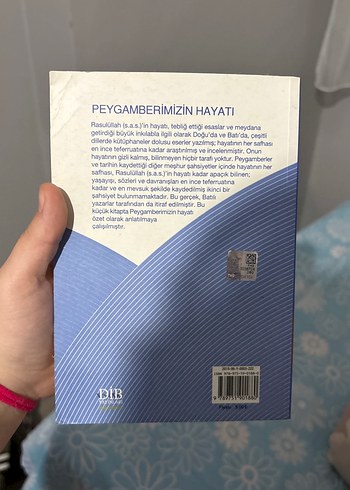 PEYGAMBERİMİZİN HAYATI
Rasulüllah (s.a.s.)'in hayatı, tebliğ ettiği esaslar ve meydana
getirdiği büyük inkılabla ilgili olarak Doğu'da ve Batı'da, çeşitli
dillerde kütüphaneler dolusu eserler yazılmış; hayatının her safhası
en ince teferruatına kadar araştırılmış ve incelenmiştir. Onun
hayatının gizli kalmış, bilinmeyen hiçbir tarafı yoktur. Peygamberler
ve tarihin kaydettiği diğer meşhur şahsiyetler içinde hayatının her
safhası, Rasulüllah (s.a.s.)'in hayatı kadar apaçık bilinen;
yaşayışı, sözleri ve davranışları en ince teferruatına
kadar ve en mevsuk şekilde kaydedilmiş ikinci bir
şahsiyet bulunmamaktadır. Bu gerçek, Batılı
yazarlar tarafından da itiraf edilmiştir. Bu
küçük kitapta Peygamberimizin hayatı
özet olarak anlatılmaya
çalışılmıştır.
DİB
YAYINLARI
9 789751 901880